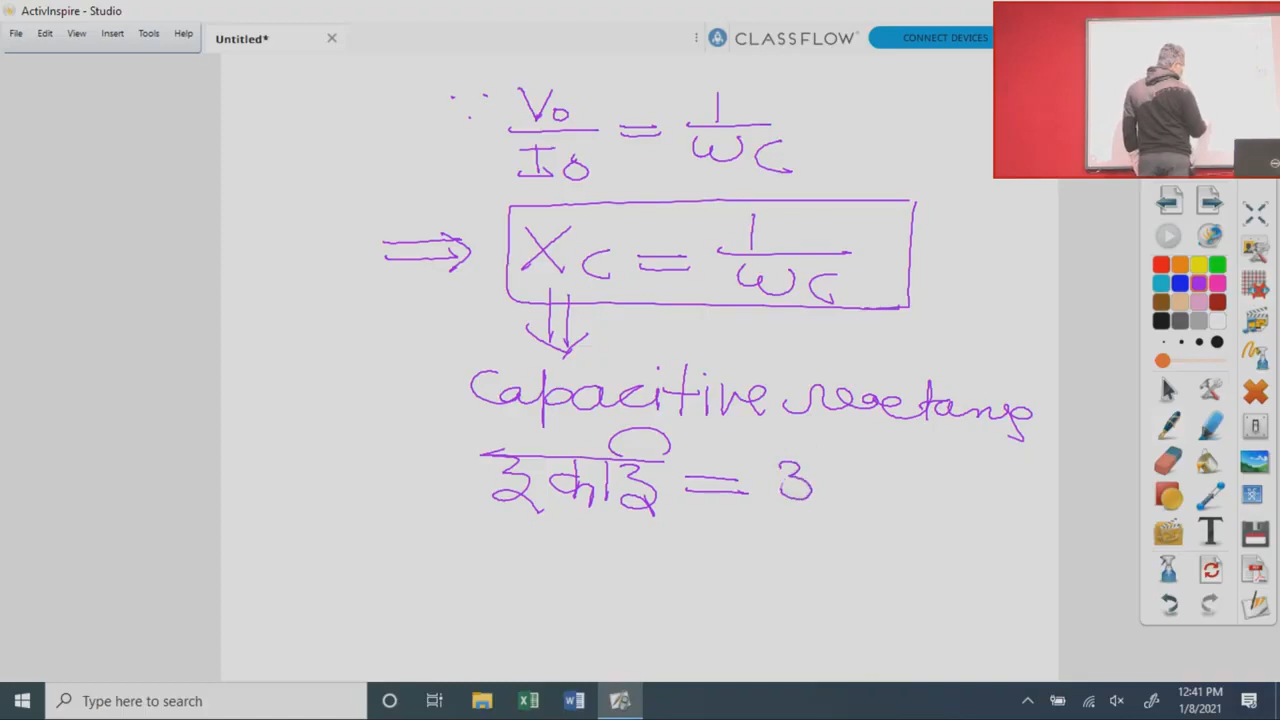 ActivInspire - Studio
File Edit View Insert Tools Help
Untitled*
CLASSFLOW
CONNECT DEVICES
∵ V₀/I₀ = 1/ωC
⇒ X_C = 1/ωC
Capacitive
इकाई = 3
T
Type here to search
12:41 PM
1/8/2021